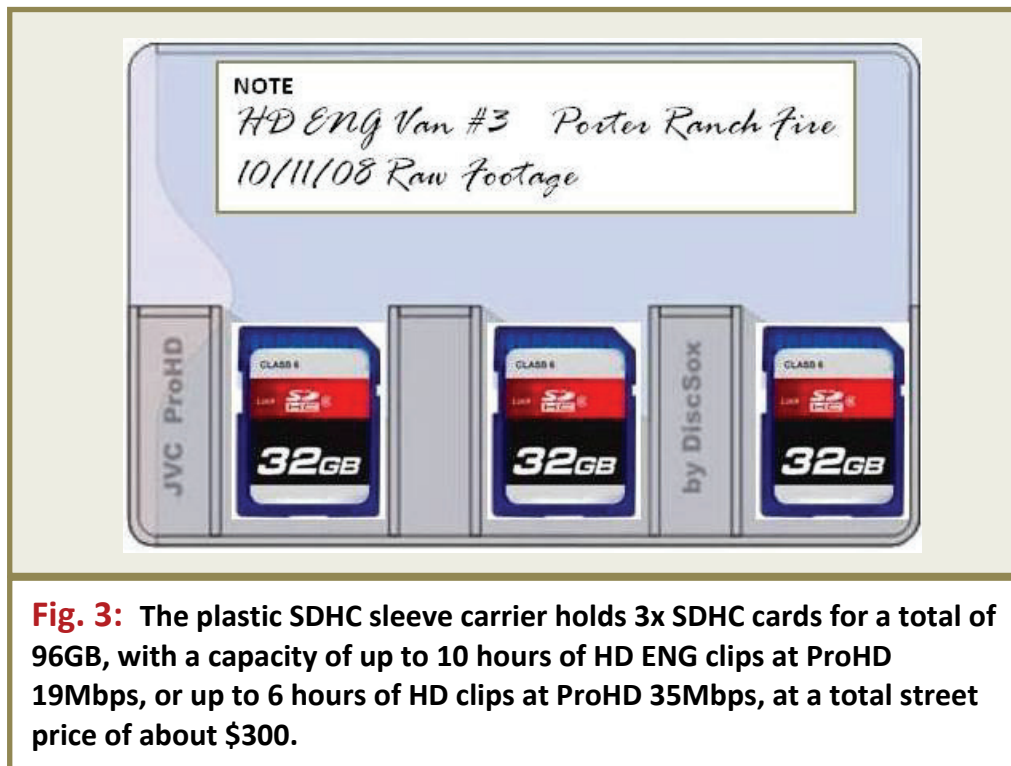 NOTE
HD ENG Van #3 Porter Ranch Fire
10/11/08 Raw Footage
JVC ProHD
by DiscSox
CLASS 6
SDHC
32GB
CLASS 6
SDHC
32GB
CLASS 6
SDHC
32GB
Fig. 3: The plastic SDHC sleeve carrier holds 3x SDHC cards for a total of
96GB, with a capacity of up to 10 hours of HD ENG clips at ProHD
19Mbps, or up to 6 hours of HD clips at ProHD 35Mbps, at a total street
price of about $300.